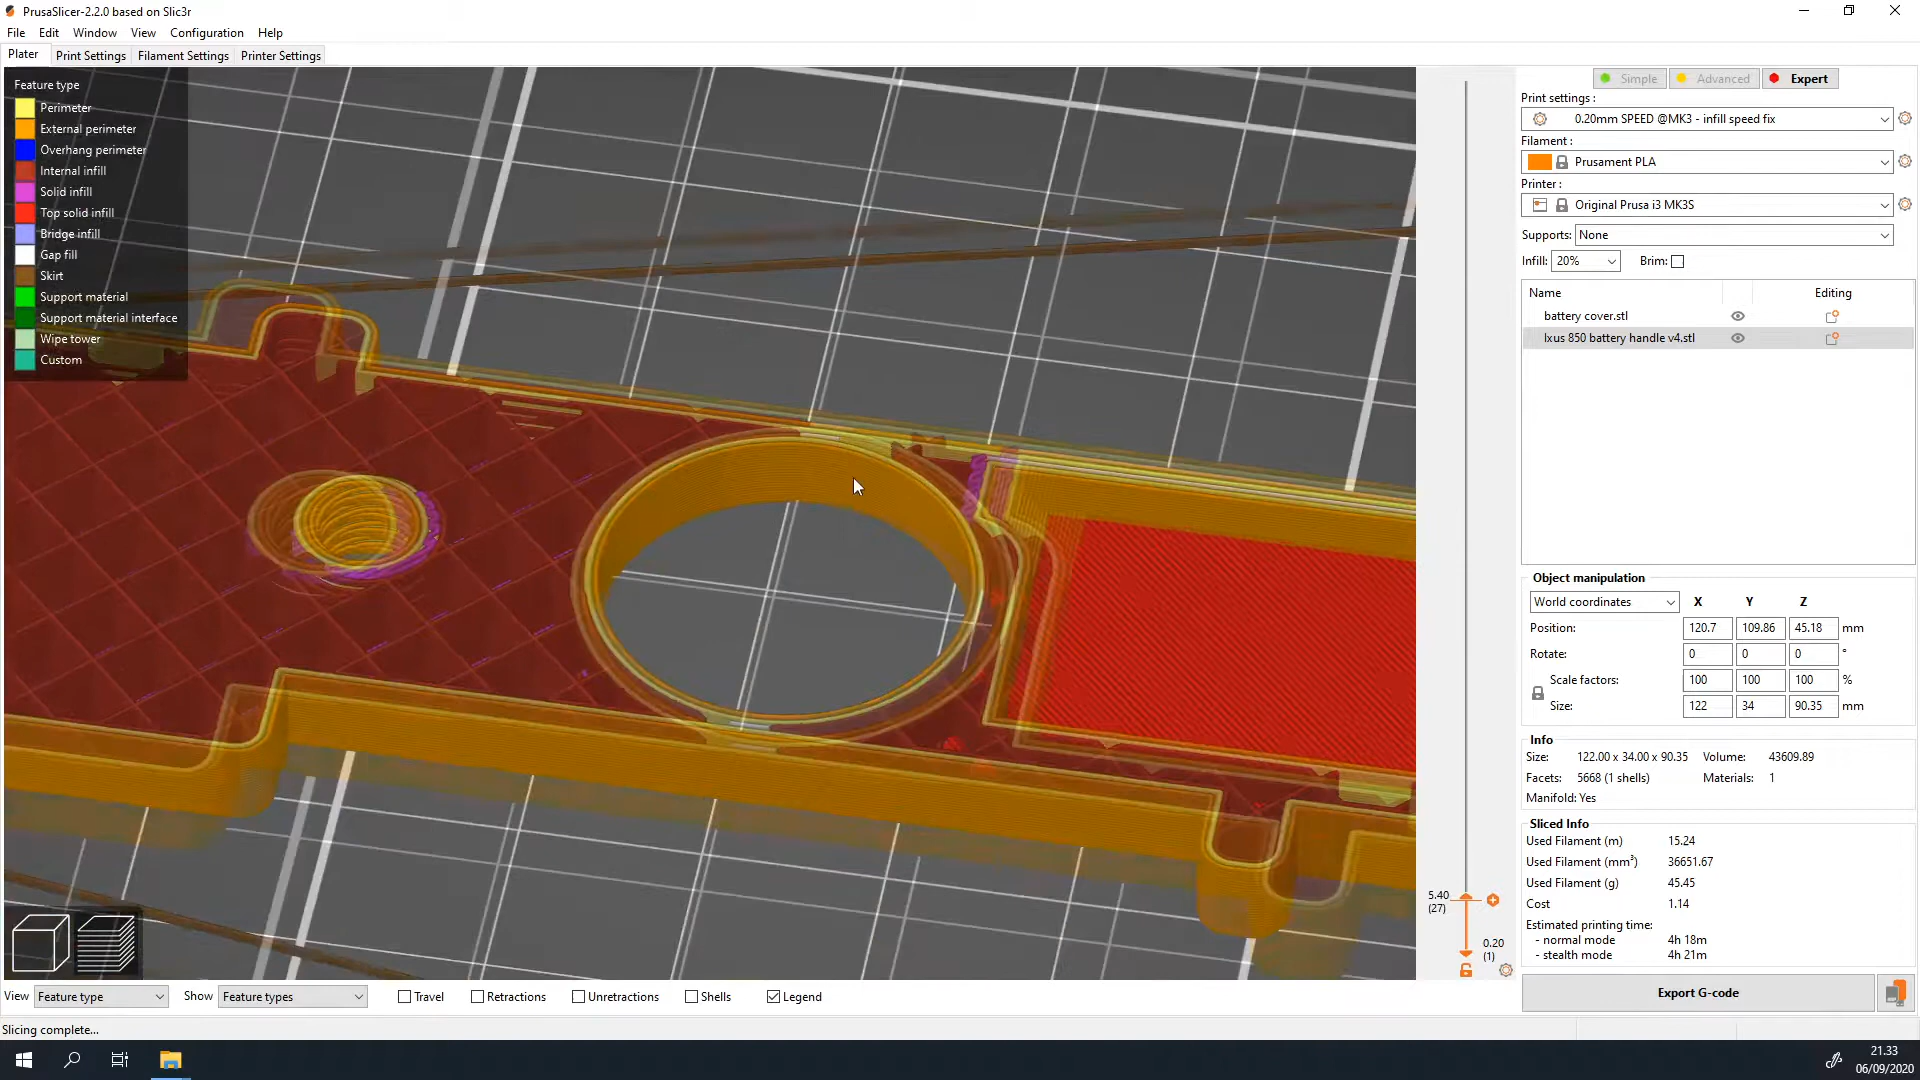 PrusaSlicer-2.2.0 based on Slic3r
File Edit Window View Configuration Help
Plater Print Settings Filament Settings Printer Settings
Feature type
Perimeter
External perimeter
Overhang perimeter
Internal infill
Solid infill
Top solid infill
Bridge infill
Gap fill
Skirt
Support material
Support material interface
Wipe tower
Custom
5.40
(27)
0.20
(1)
Simple Advanced Expert
Print settings :
0.20mm SPEED @MK3 - infill speed fix
Filament :
Prusament PLA
Printer :
Original Prusa i3 MK3S
Supports: None
Infill: 20% Brim:
Name Editing
battery cover.stl
Ixus 850 battery handle v4.stl
Object manipulation
World coordinates X Y Z
Position: 120.7 109.86 45.18 mm
Rotate: 0 0 0 °
Scale factors: 100 100 100 %
Size: 122 34 90.35 mm
Info
Size: 122.00 x 34.00 x 90.35 Volume: 43609.89
Facets: 5668 (1 shells) Materials: 1
Manifold: Yes
Sliced Info
Used Filament (m) 15.24
Used Filament (mm³) 36651.67
Used Filament (g) 45.45
Cost 1.14
Estimated printing time:
- normal mode 4h 18m
- stealth mode 4h 21m
Export G-code
View Feature type Show Feature types Travel Retractions Unretractions Shells Legend
Slicing complete...
21.33
06/09/2020